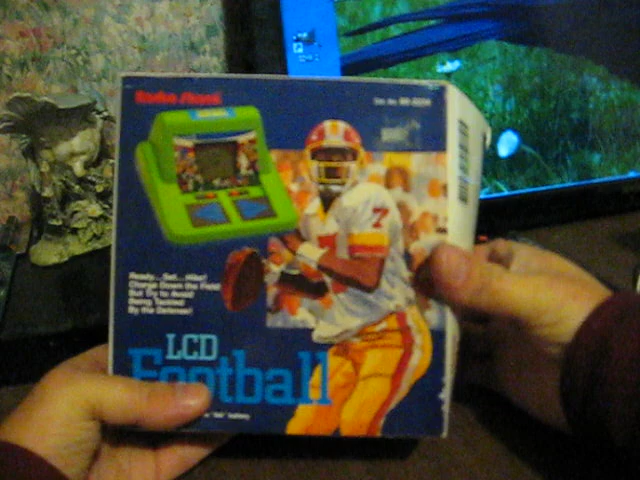 Radio Shack
7
Ready...Set...Hike!
Charge Down the Field
But Try to Avoid
Being Tackled
By the Defense!
LCD
Football